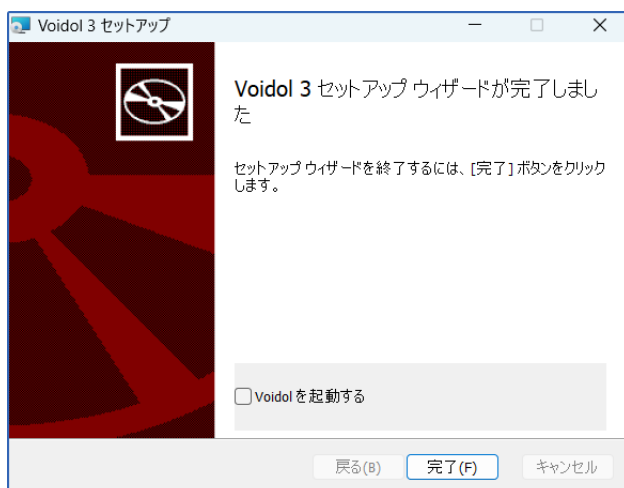 Voidol 3 セットアップ
Voidol 3 セットアップ ウィザードが完了しまし
た
セットアップ ウィザードを終了するには、[完了] ボタンをクリック
します。
Voidol を起動する
戻る(B) 完了(F) キャンセル